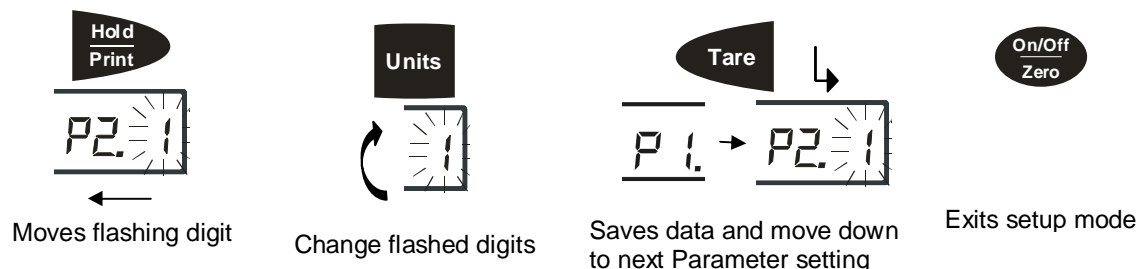 Hold
Print
P2. 1
Moves flashing digit
Units
1
Change flashed digits
Tare
P1. P2. 1
Saves data and move down
to next Parameter setting
On/Off
Zero
Exits setup mode